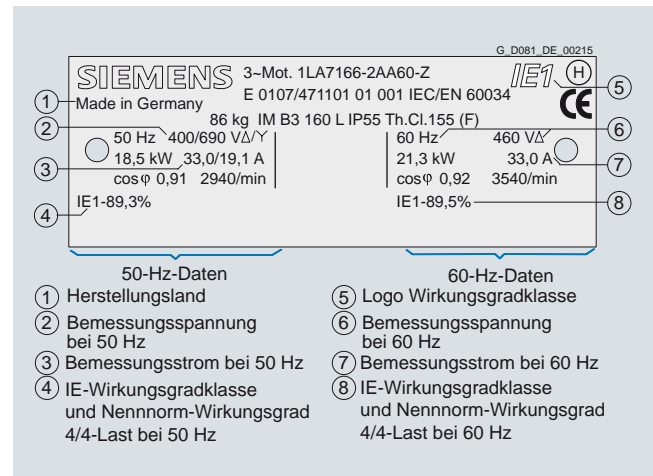 G_D081_DE_00215
SIEMENS 3~Mot. 1LA7166-2AA60-Z IE1 H
1 Made in Germany E 0107/471101 01 001 IEC/EN 60034 CE 5
86 kg IM B3 160 L IP55 Th.Cl.155 (F)
2 50 Hz 400/690 VΔ/Y 60 Hz 460 VΔ 6
3 18,5 kW 33,0/19,1 A 21,3 kW 33,0 A 7
cosφ 0,91 2940/min cosφ 0,92 3540/min
4 IE1-89,3% IE1-89,5% 8
50-Hz-Daten 60-Hz-Daten
1 Herstellungsland
2 Bemessungsspannung
bei 50 Hz
3 Bemessungsstrom bei 50 Hz
4 IE-Wirkungsgradklasse
und Nennnorm-Wirkungsgrad
4/4-Last bei 50 Hz
5 Logo Wirkungsgradklasse
6 Bemessungsspannung
bei 60 Hz
7 Bemessungsstrom bei 60 Hz
8 IE-Wirkungsgradklasse
und Nennnorm-Wirkungsgrad
4/4-Last bei 60 Hz